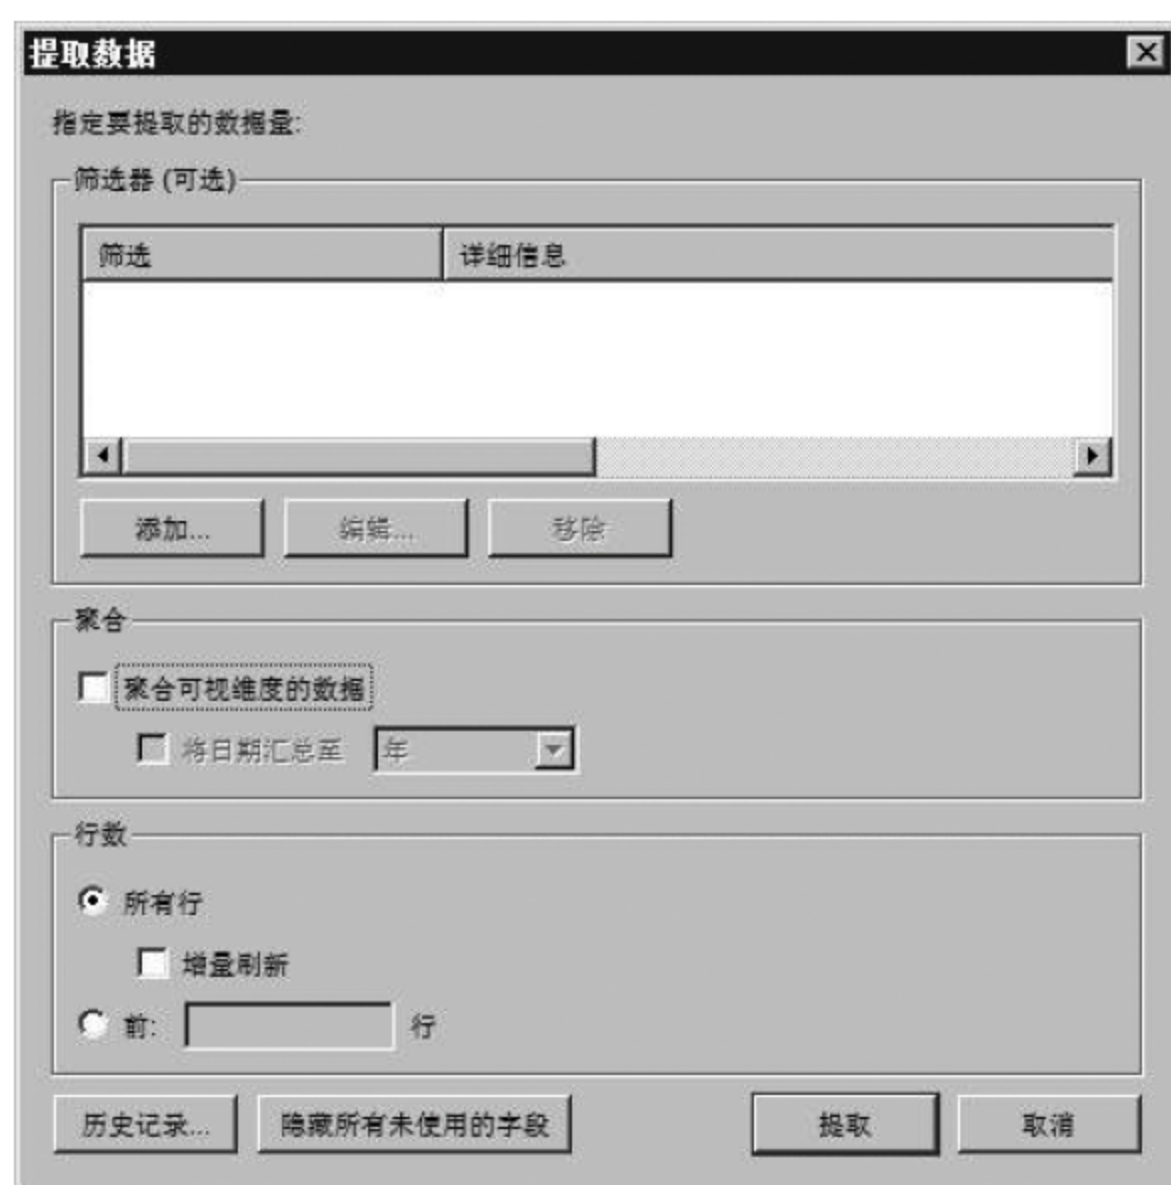 提取数据
指定要提取的数据量:
筛选器 (可选)
筛选 详细信息
添加... 编辑... 移除
聚合
聚合可视维度的数据
将日期汇总至 年
行数
所有行
增量刷新
前: 行
历史记录... 隐藏所有未使用的字段 提取 取消